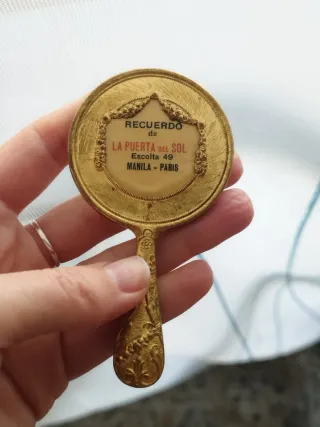 RECUERDO
de
LA PUERTA DEL SOL
Escolta 49
MANILA - PARIS